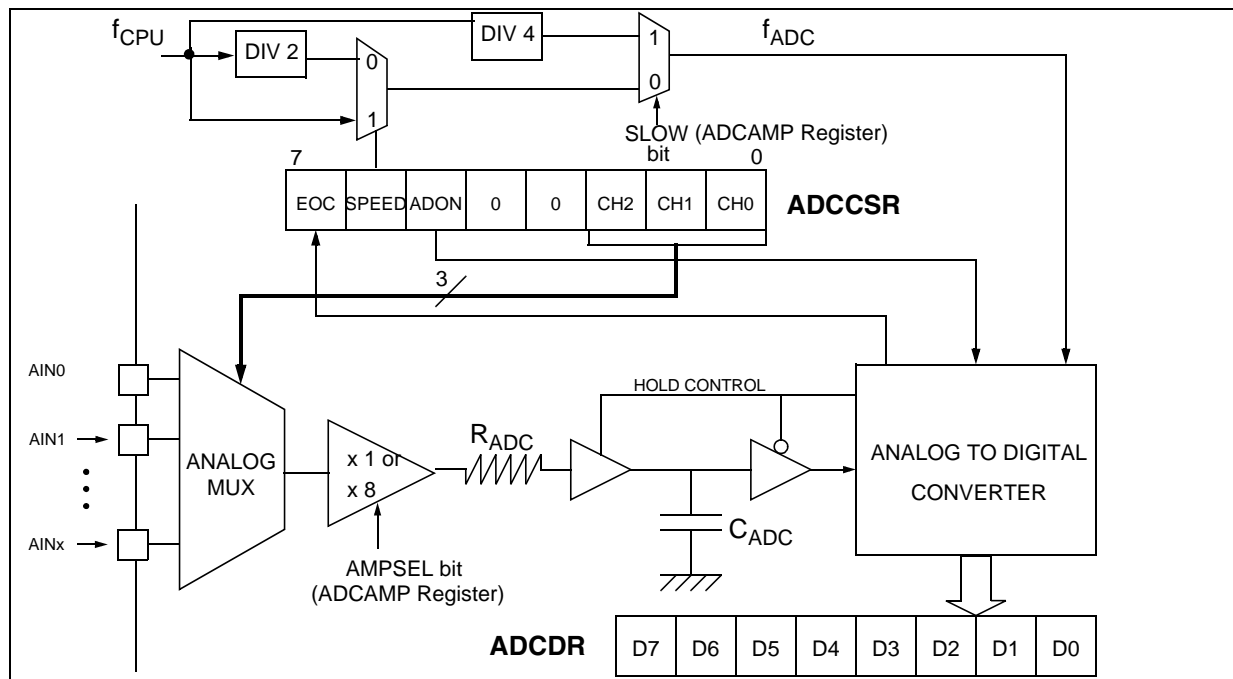 fCPU
DIV 2
DIV 4
0
1
1
0
fADC
SLOW (ADCAMP Register)
bit
7
0
EOC SPEED ADON 0 0 CH2 CH1 CH0
ADCCSR
3
AIN0
AIN1
AINx
ANALOG
MUX
x 1 or
x 8
RADC
HOLD CONTROL
CADC
ANALOG TO DIGITAL
CONVERTER
AMPSEL bit
(ADCAMP Register)
ADCDR
D7 D6 D5 D4 D3 D2 D1 D0